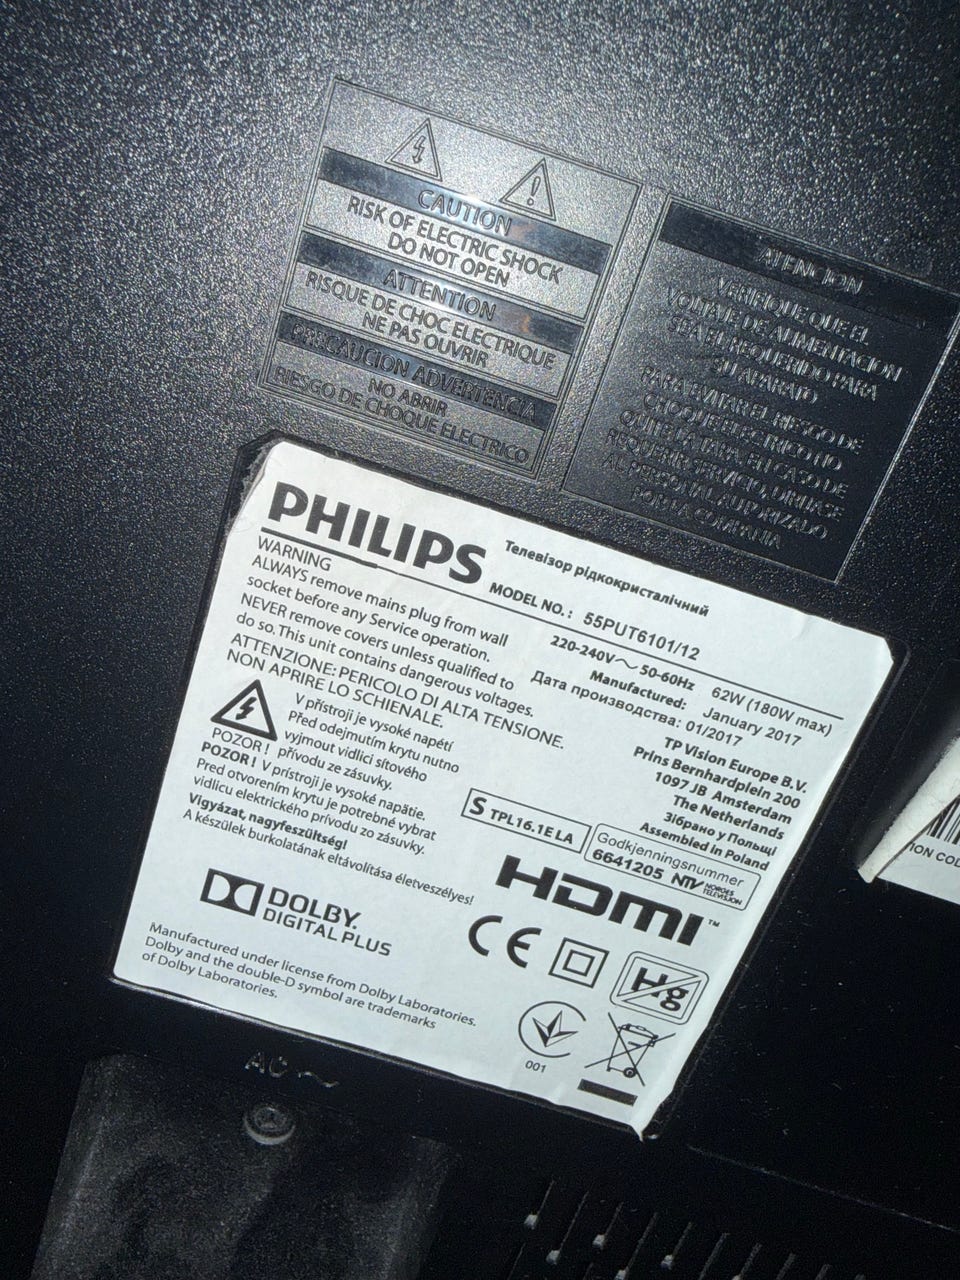 CAUTION
RISK OF ELECTRIC SHOCK
DO NOT OPEN
ATTENTION
RISQUE DE CHOC ELECTRIQUE
NE PAS OUVRIR
PRECAUCION ADVERTENCIA
NO ABRIR
RIESGO DE CHOQUE ELECTRICO
ATENCION
VERIFIQUE QUE EL
VOLTAJE DE ALIMENTACION
SEA EL REQUERIDO PARA
SU APARATO
PARA EVITAR EL RIESGO DE
CHOQUE ELECTRICO NO
QUITE LA TAPA, EN CASO DE
REQUERIR SERVICIO, DIRIJASE
AL PERSONAL AUTORIZADO
COMPANIA
PHILIPS
Телевізор рідкокристалічний
MODEL NO. : 55PUT6101/12
WARNING
ALWAYS remove mains plug from wall
socket before any Service operation.
NEVER remove covers unless qualified to
do so. This unit contains dangerous voltages.
ATTENZIONE: PERICOLO DI ALTA TENSIONE.
NON APRIRE LO SCHIENALE.
V přístroji je vysoké napětí
Před odejmutím krytu nutno
vyjmout vidlici síťového
POZOR ! přívodu ze zásuvky.
POZOR ! V prístroji je vysoké napätie.
Pred otvorením krytu je potrebné vybrat
vidlicu elektrického prívodu zo zásuvky.
Vigyázat, nagyfeszültség!
A készülek burkolatának eltávolítása életveszélyes!
220-240V～ 50-60Hz 62W (180W max)
Manufactured: January 2017
Дата производства: 01/2017
TP Vision Europe B.V.
Prins Bernhardplein 200
1097 JB Amsterdam
The Netherlands
Зібрано у Польщі
Assembled in Poland
S TPL16.1E LA
Godkjenningsnummer
6641205 NTV NORGES
TELEVISJON
HDMI™
DOLBY.
DIGITAL PLUS
CE
Hg
Manufactured under license from Dolby Laboratories.
Dolby and the double-D symbol are trademarks
of Dolby Laboratories.
001
AC ～
ION COD